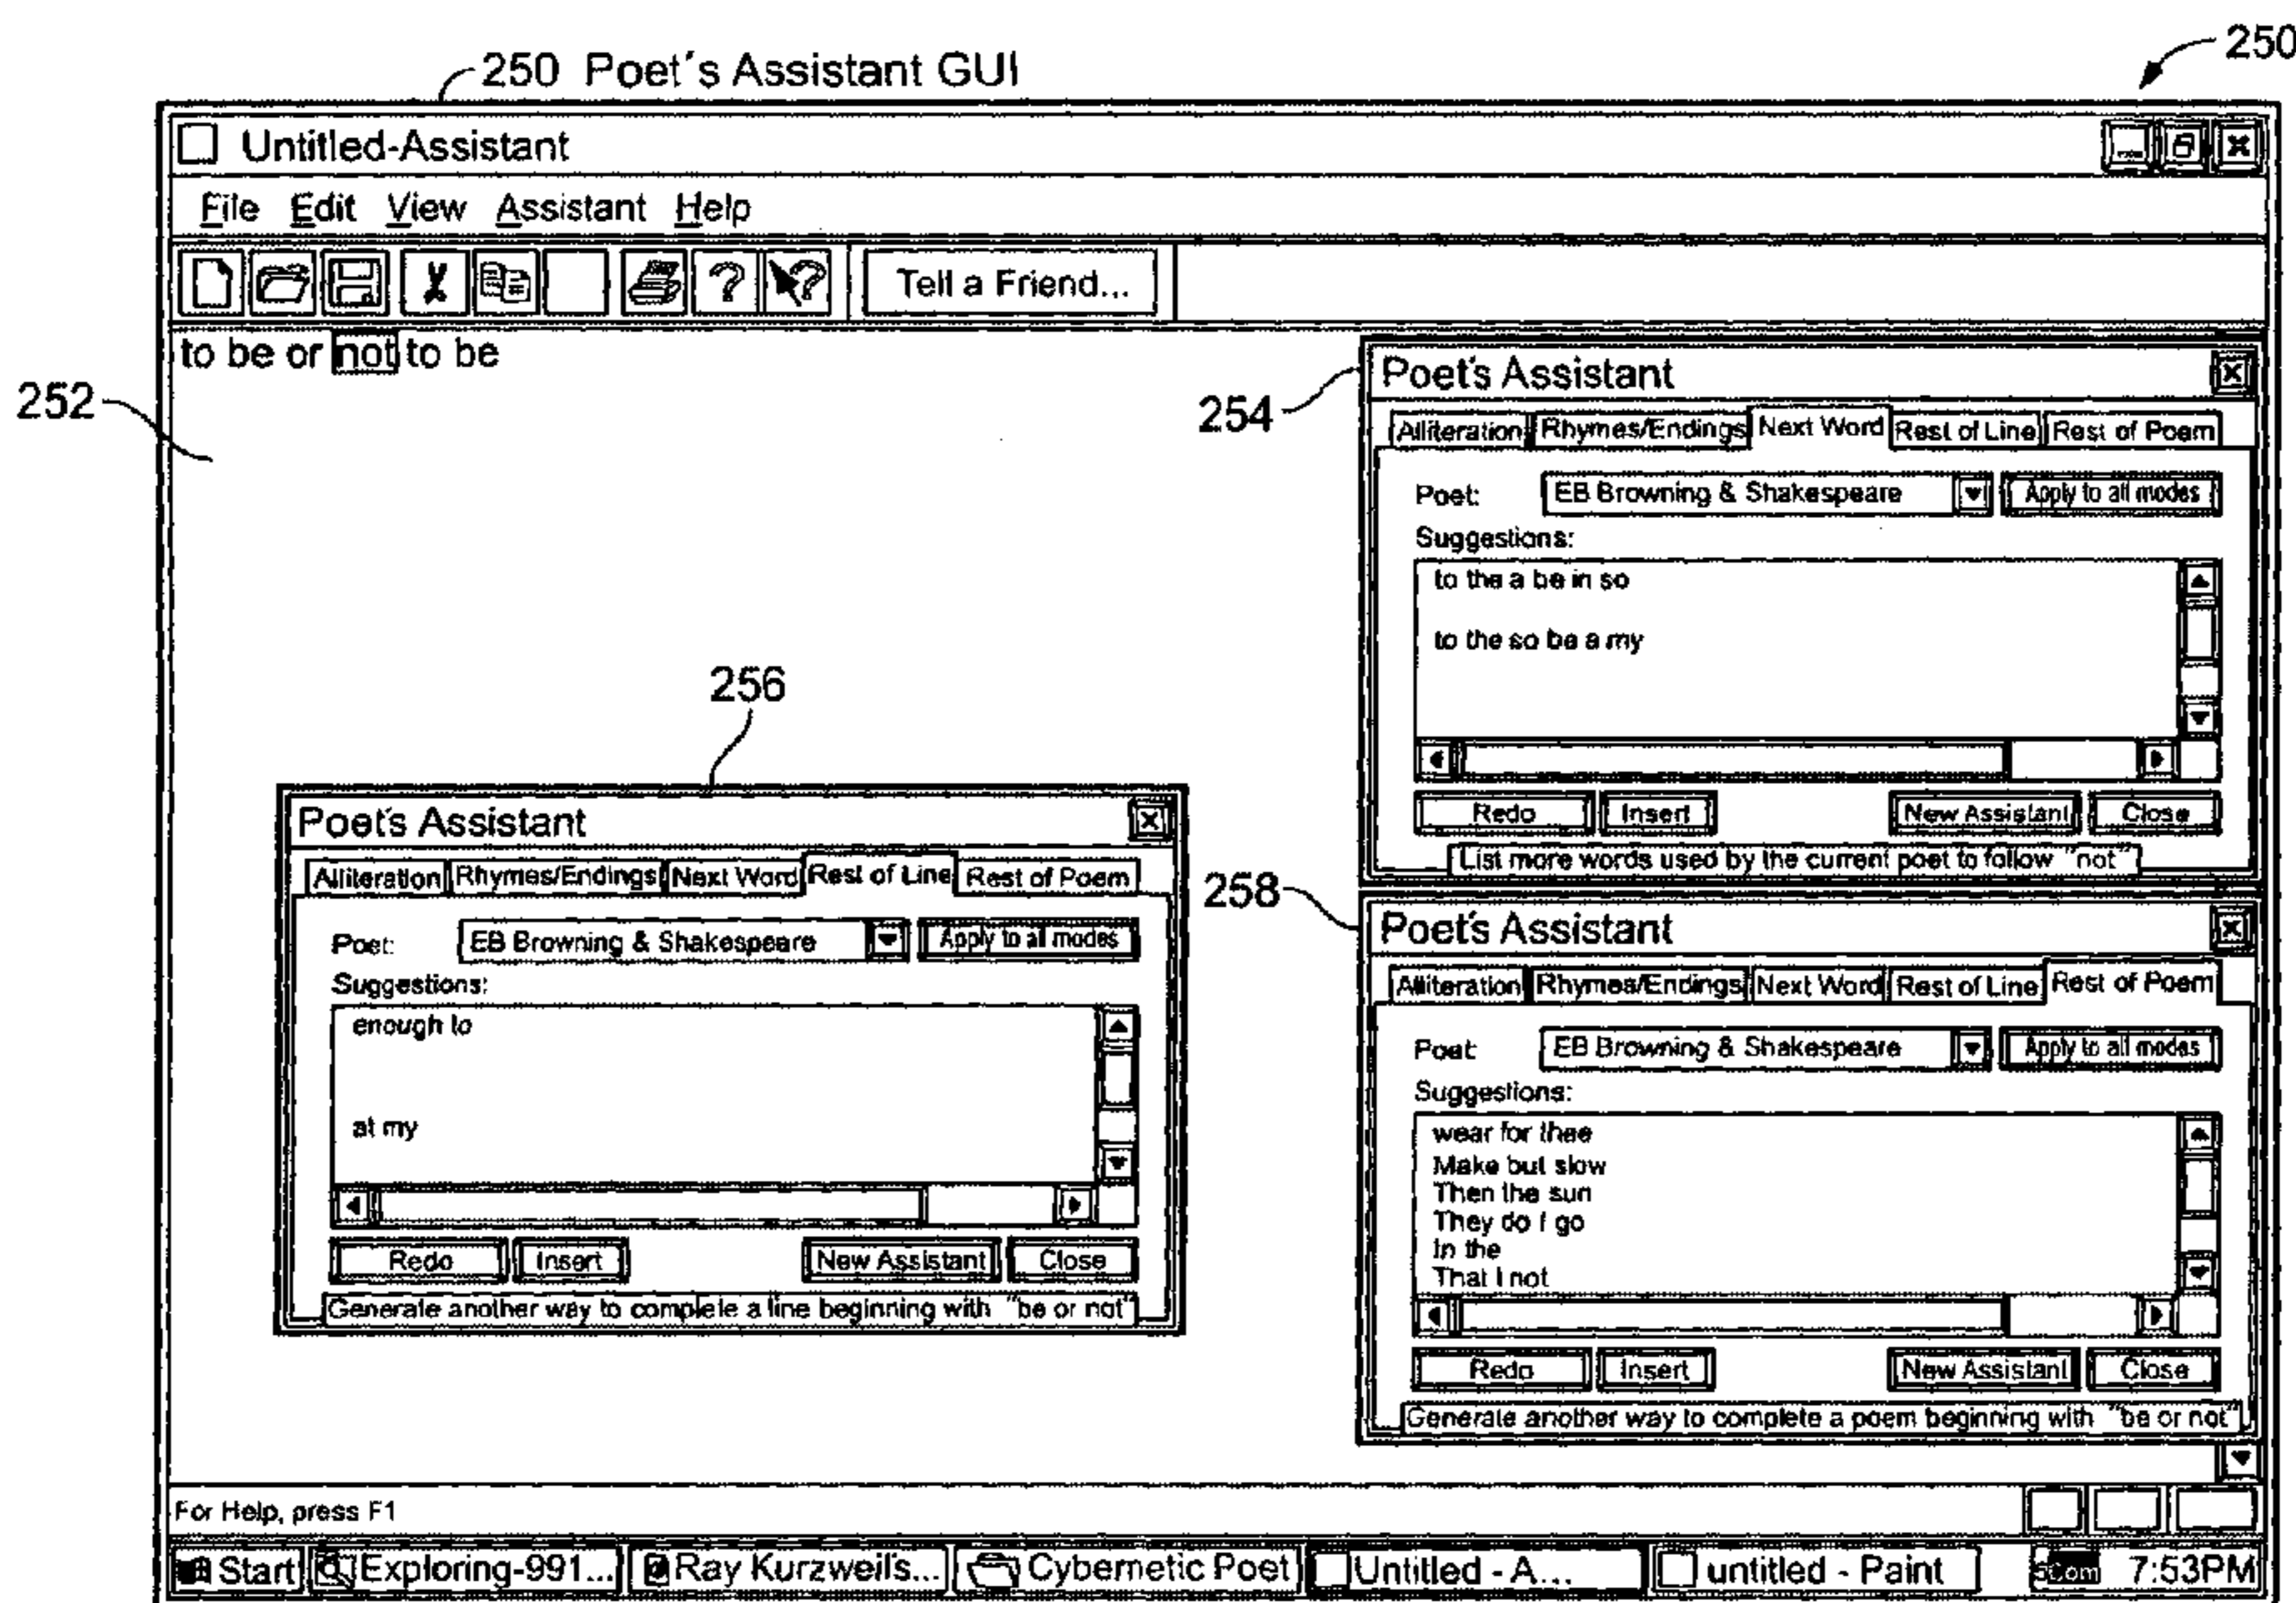 250 Poet's Assistant GUI
250
Untitled-Assistant
File Edit View Assistant Help
Tell a Friend...
to be or not to be
252
254
Poet's Assistant
Alliteration Rhymes/Endings Next Word Rest of Line Rest of Poem
Poet: EB Browning & Shakespeare Apply to all modes
Suggestions:
to the a be in so
to the so be a my
Redo Insert New Assistant Close
List more words used by the current poet to follow "not"
256
Poet's Assistant
Alliteration Rhymes/Endings Next Word Rest of Line Rest of Poem
Poet: EB Browning & Shakespeare Apply to all modes
Suggestions:
enough to
at my
Redo Insert New Assistant Close
Generate another way to complete a line beginning with "be or not"
258
Poet's Assistant
Alliteration Rhymes/Endings Next Word Rest of Line Rest of Poem
Poet: EB Browning & Shakespeare Apply to all modes
Suggestions:
wear for thee
Make but slow
Then the sun
They do I go
In the
That I not
Redo Insert New Assistant Close
Generate another way to complete a poem beginning with "be or not"
For Help, press F1
Start Exploring-991... Ray Kurzweil's... Cybernetic Poet Untitled - A... untitled - Paint 7:53PM